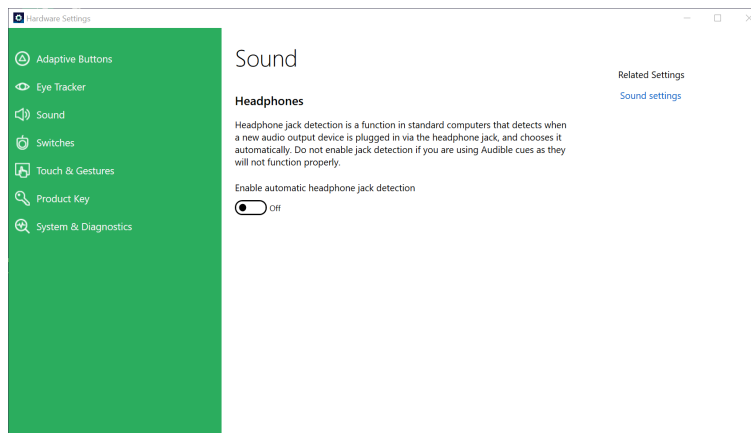 Hardware Settings
Adaptive Buttons
Eye Tracker
Sound
Switches
Touch & Gestures
Product Key
System & Diagnostics
Sound
Headphones
Headphone jack detection is a function in standard computers that detects when
a new audio output device is plugged in via the headphone jack, and chooses it
automatically. Do not enable jack detection if you are using Audible cues as they
will not function properly.
Enable automatic headphone jack detection
Off
Related Settings
Sound settings